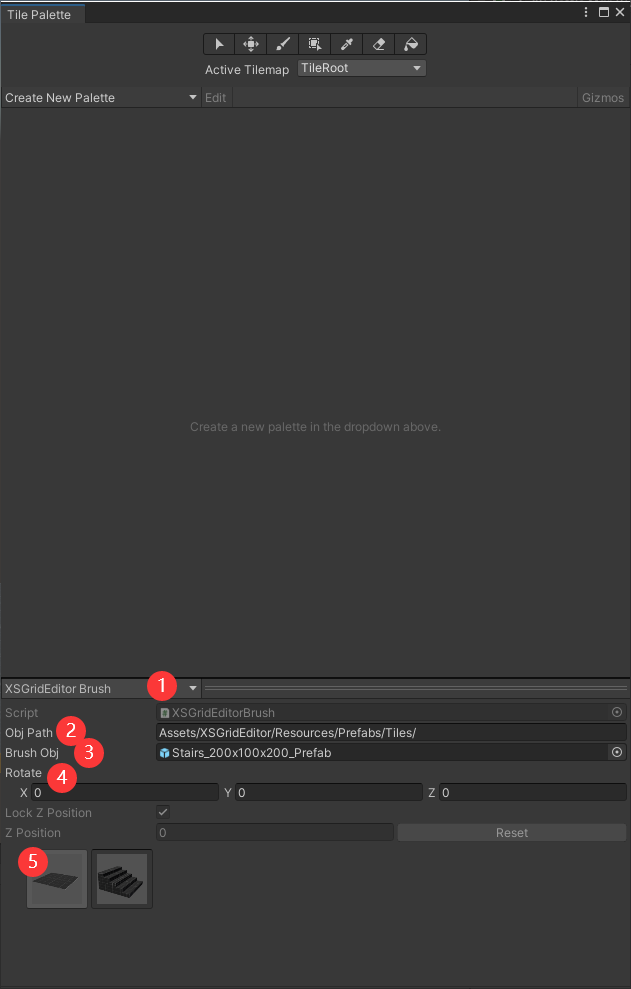 Tile Palette
Active Tilemap TileRoot
Create New Palette Edit Gizmos
Create a new palette in the dropdown above.
XSGridEditor Brush 1
Script XSGridEditorBrush
Obj Path 2 Assets/XSGridEditor/Resources/Prefabs/Tiles/
Brush Obj 3 Stairs_200x100x200_Prefab
Rotate 4
X 0 Y 0 Z 0
Lock Z Position
Z Position 0 Reset
5